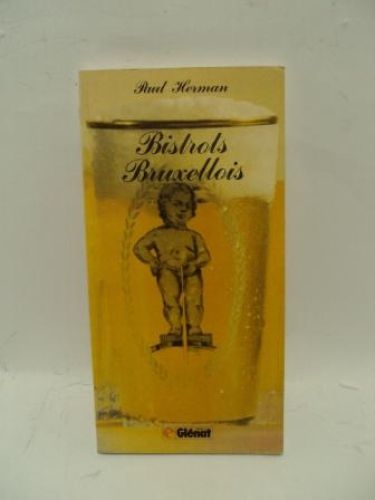 Paul Herman
Bistrots
Bruxellois
Glénat